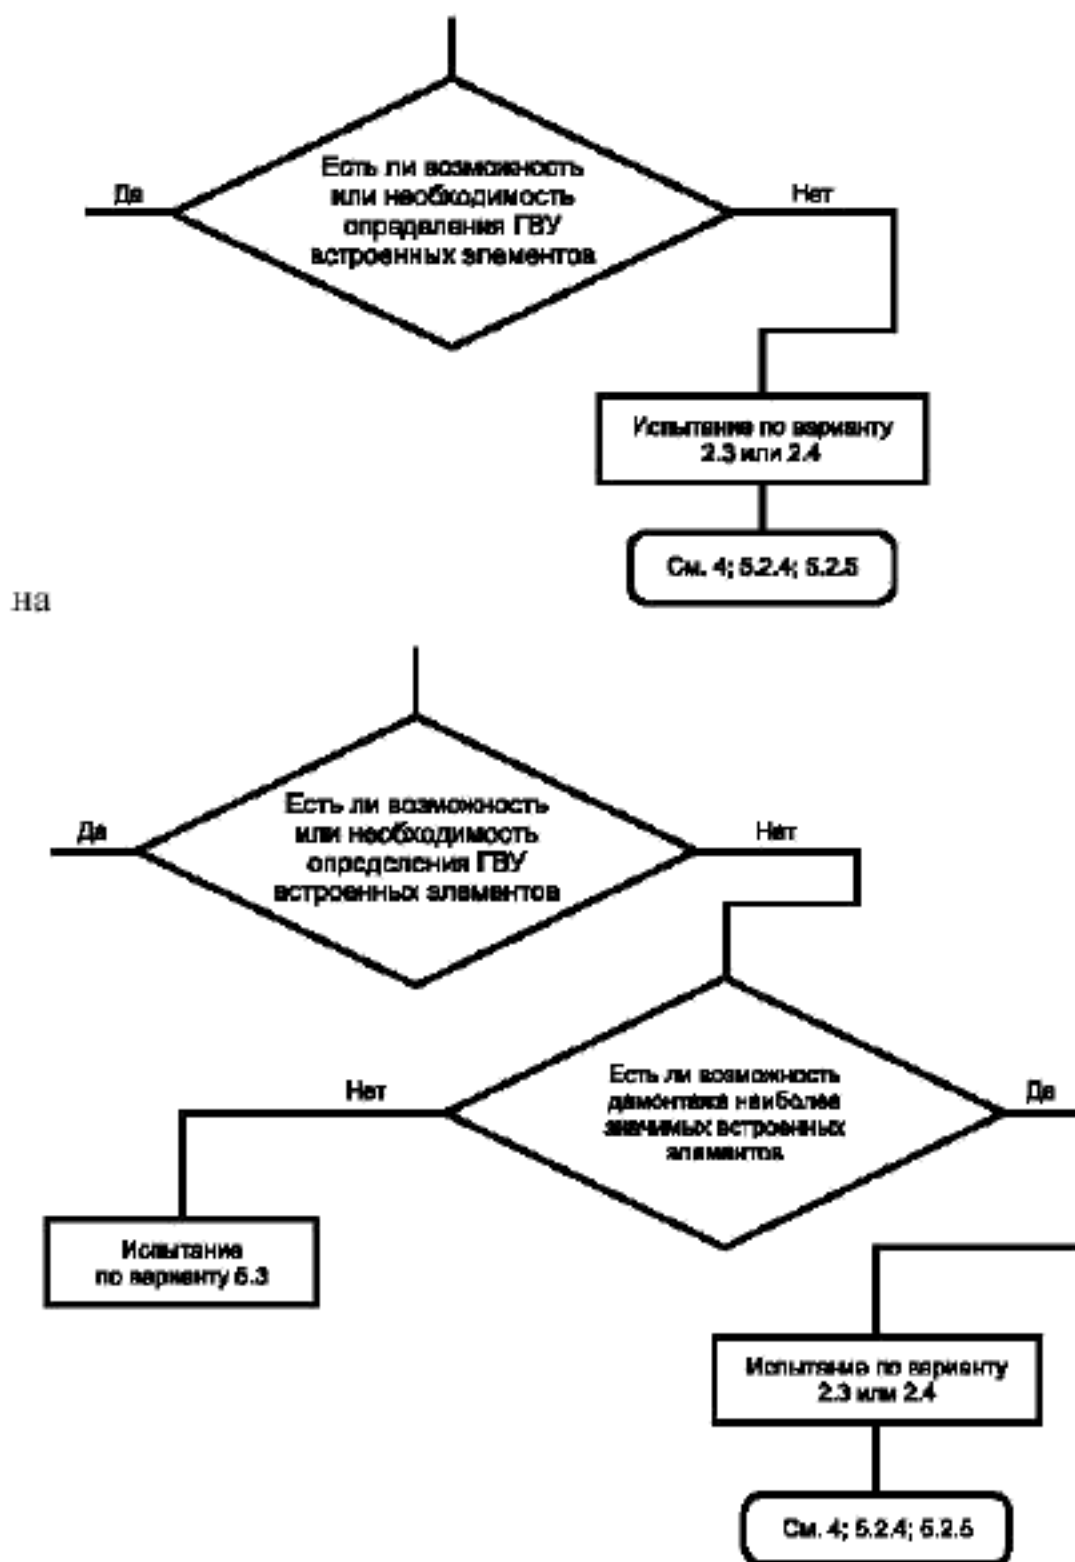 Есть ли возможность
или необходимость
определения ГВУ
встроенных элементов
Да
Нет
Испытание по варианту
2.3 или 2.4
См. 4; 5.2.4; 5.2.5
на
Есть ли возможность
или необходимость
определения ГВУ
встроенных элементов
Да
Нет
Есть ли возможность
демонтажа наиболее
значимых встроенных
элементов
Нет
Да
Испытание
по варианту 5.3
Испытание по варианту
2.3 или 2.4
См. 4; 5.2.4; 5.2.5